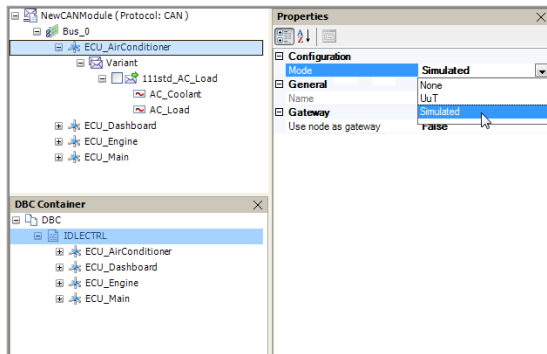 NewCANModule (Protocol: CAN)
Bus_0
ECU_AirConditioner
Variant
111std_AC_Load
AC_Coolant
AC_Load
ECU_Dashboard
ECU_Engine
ECU_Main
DBC Container
DBC
IDLECTRL
ECU_AirConditioner
ECU_Dashboard
ECU_Engine
ECU_Main
Properties
Configuration
Mode Simulated
General
Name
Gateway
Use node as gateway False
None
UuT
Simulated